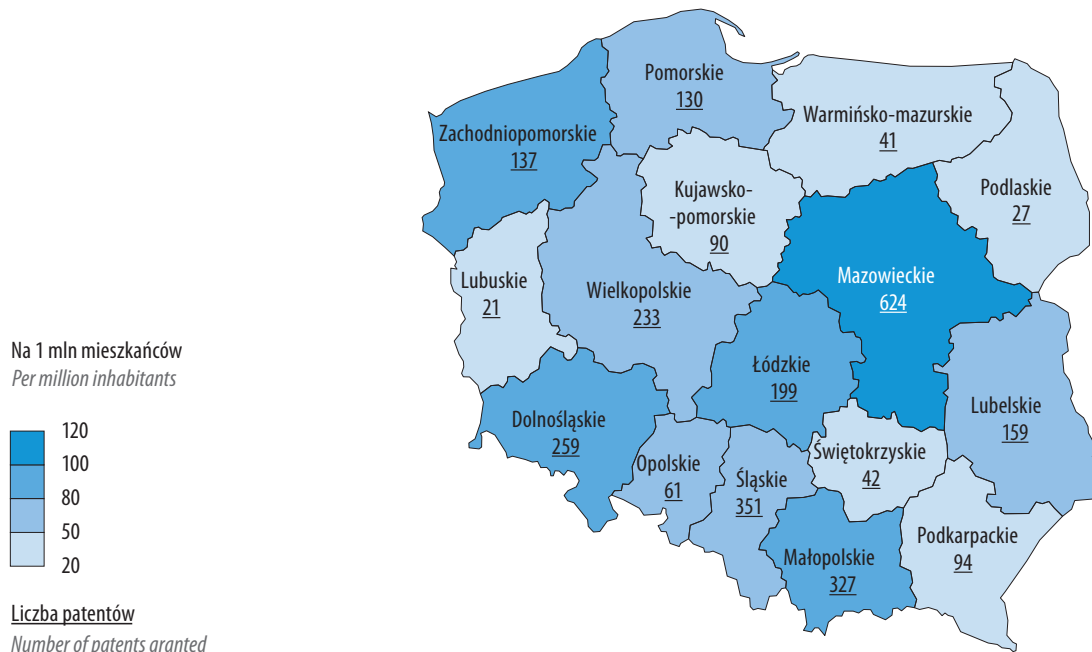 Pomorskie
130
Warmińsko-mazurskie
41
Zachodniopomorskie
137
Podlaskie
27
Kujawsko-
-pomorskie
90
Mazowieckie
624
Lubuskie
21
Wielkopolskie
233
Łódzkie
199
Dolnośląskie
259
Lubelskie
159
Opolskie
61
Śląskie
351
Świętokrzyskie
42
Małopolskie
327
Podkarpackie
94
Na 1 mln mieszkańców
Per million inhabitants
120
100
80
50
20
Liczba patentów
Number of patents granted